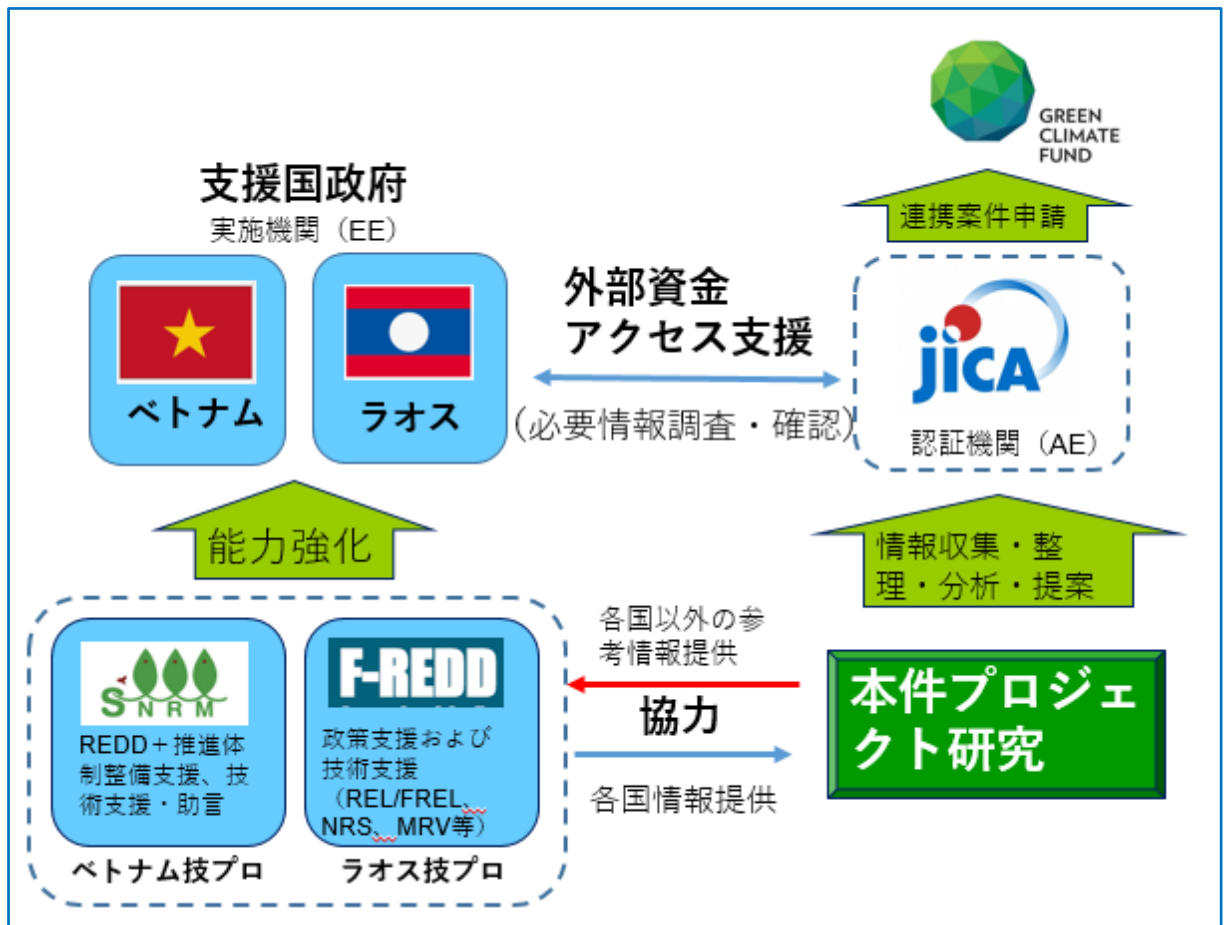 GREEN
CLIMATE
FUND
連携案件申請
支援国政府
実施機関（EE）
ベトナム
ラオス
外部資金
アクセス支援
(必要情報調査・確認)
JICA
認証機関（AE）
能力強化
情報収集・整
理・分析・提案
SNRM
REDD＋推進体
制整備支援、技
術支援・助言
ベトナム技プロ
F-REDD
政策支援および
技術支援
（REL/FREL、
NRS、MRV等）
ラオス技プロ
各国以外の参
考情報提供
協力
各国情報提供
本件プロジェ
クト研究